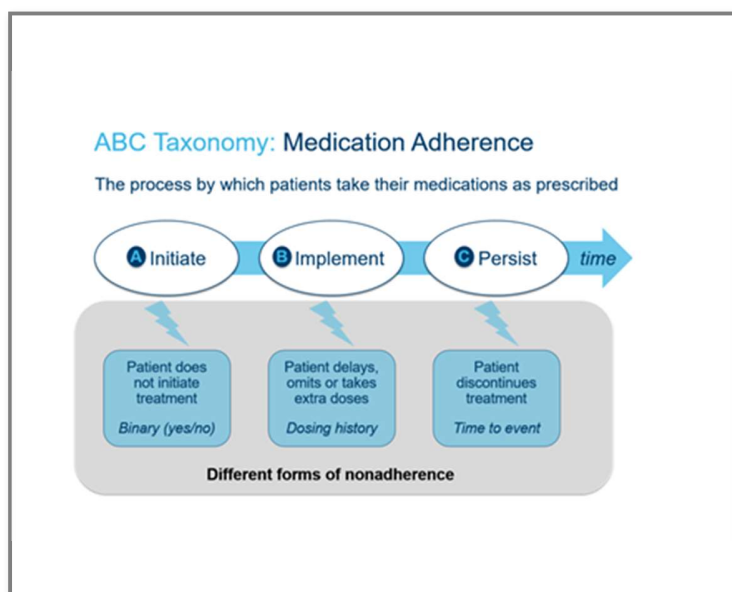 ABC Taxonomy: Medication Adherence
The process by which patients take their medications as prescribed
A Initiate
B Implement
C Persist
time
Patient does
not initiate
treatment
Binary (yes/no)
Patient delays,
omits or takes
extra doses
Dosing history
Patient
discontinues
treatment
Time to event
Different forms of nonadherence